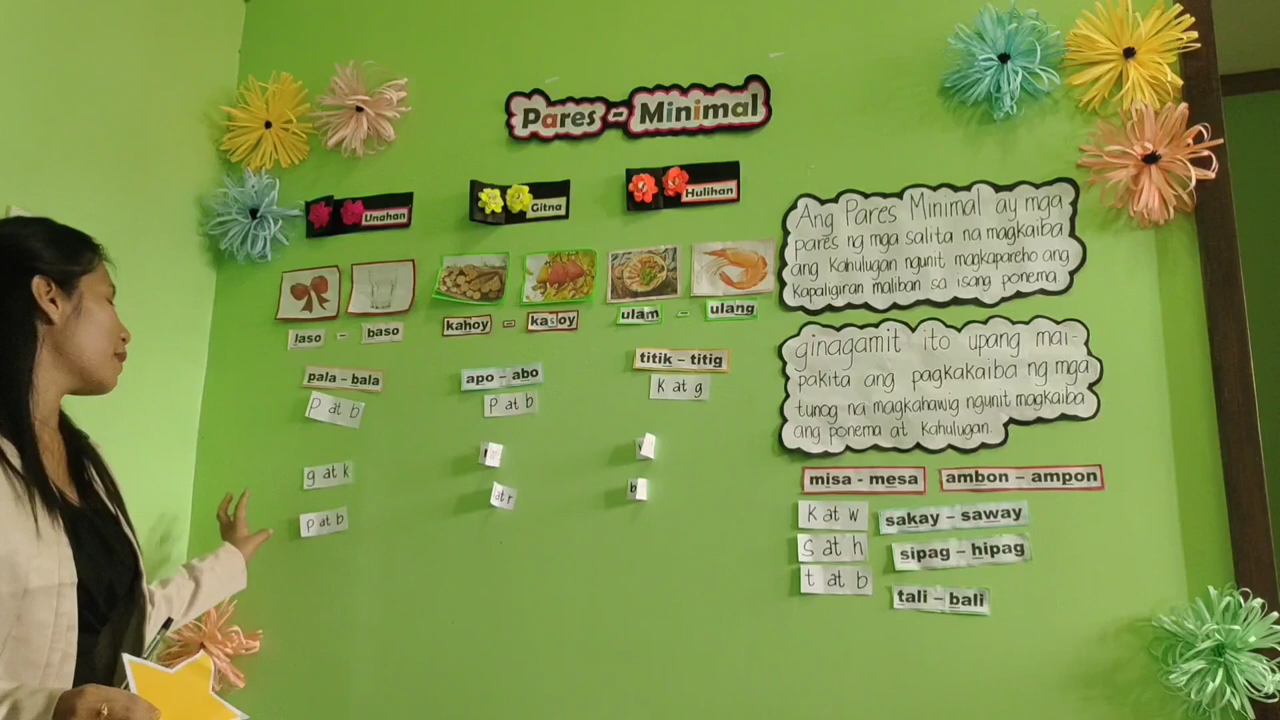 Pares - Minimal
Unahan
Gitna
Hulihan
laso - baso
kahoy - kasoy
ulam - ulang
pala - bala
P at b
g at k
P at b
apo - abo
P at b
at r
titik - titig
K at g
b
Ang Pares Minimal ay mga
pares ng mga salita na magkaiba
ang kahulugan ngunit magkapareho ang
kapaligiran maliban sa isang ponema.
ginagamit ito upang mai-
pakita ang pagkakaiba ng mga
tunog na magkahawig ngunit magkaiba
ang ponema at kahulugan.
misa - mesa
ambon - ampon
K at w
sakay - saway
s at h
sipag - hipag
t at b
tali - bali